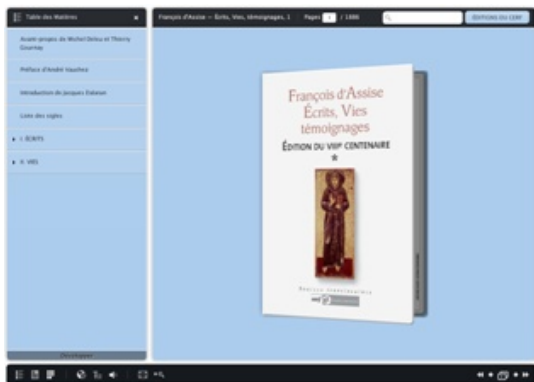 Table des Matières
Avant-propos de Michel Deleu et Thierry
Gournay
Préface d'André Vauchez
Introduction de Jacques Dalarun
Liste des sigles
I. ÉCRITS
II. VIES
Développer
François d'Assise — Écrits, Vies, témoignages, 1
Pages 1 / 1886
ÉDITIONS DU CERF
François d'Assise
Écrits, Vies
témoignages
ÉDITION DU VIIIᵉ CENTENAIRE
*